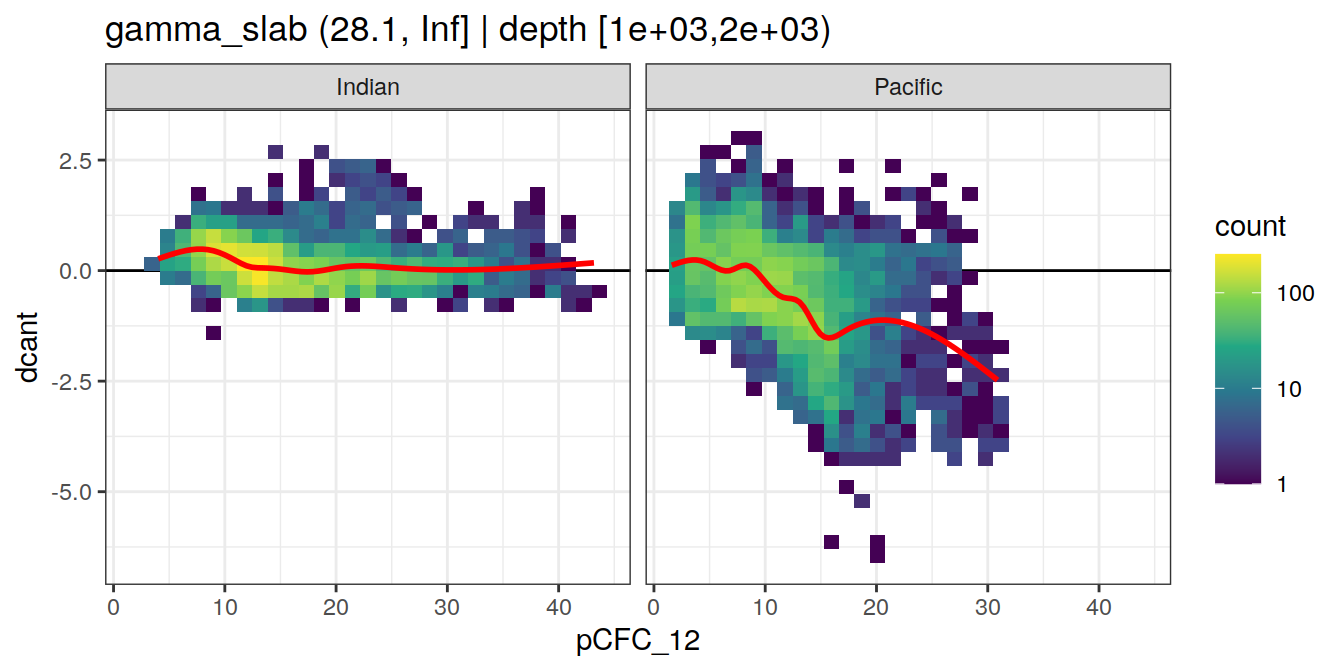 gamma_slab (28.1, Inf] | depth [1e+03,2e+03)
Indian
Pacific
2.5
0.0
-2.5
-5.0
dcant
0 10 20 30 40
0 10 20 30 40
pCFC_12
count
100
10
1